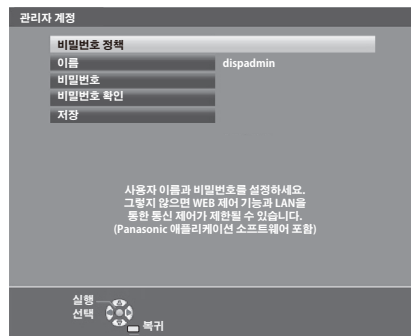 관리자 계정
비밀번호 정책
이름 dispadmin
비밀번호
비밀번호 확인
저장
사용자 이름과 비밀번호를 설정하세요.
그렇지 않으면 WEB 제어 기능과 LAN을
통한 통신 제어가 제한될 수 있습니다.
(Panasonic 애플리케이션 소프트웨어 포함)
실행
선택
복귀